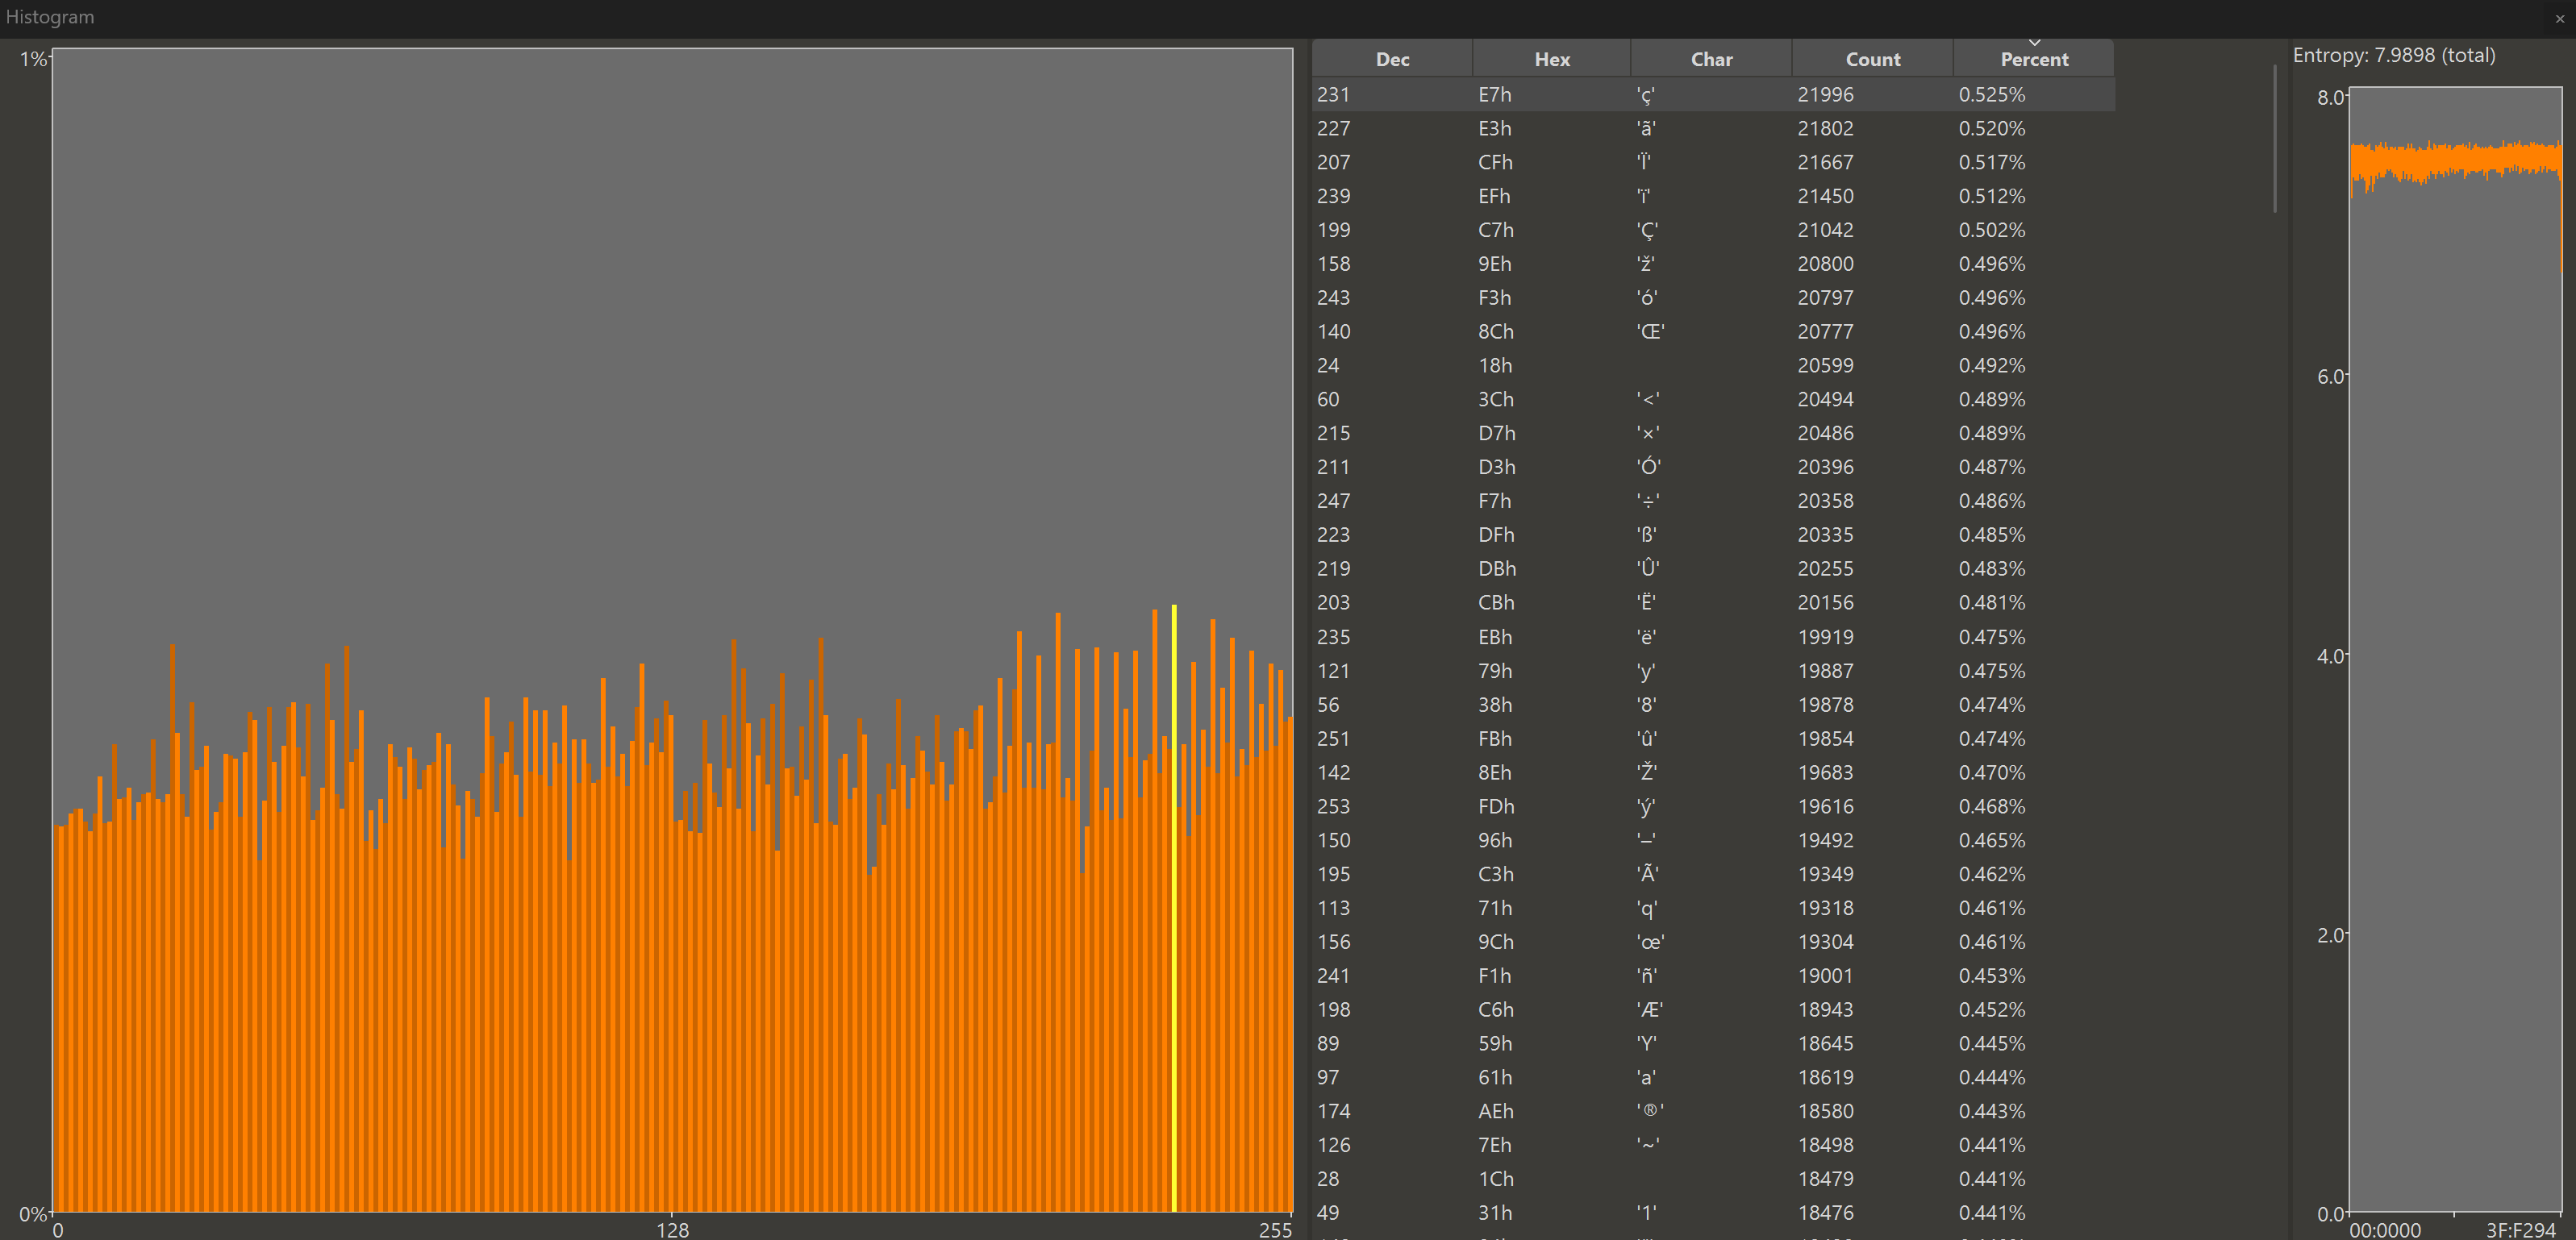 Histogram
×
1%
0%
0 128 255
Dec Hex Char Count Percent
231 E7h 'ç' 21996 0.525%
227 E3h 'ã' 21802 0.520%
207 CFh 'Ï' 21667 0.517%
239 EFh 'ï' 21450 0.512%
199 C7h 'Ç' 21042 0.502%
158 9Eh 'ž' 20800 0.496%
243 F3h 'ó' 20797 0.496%
140 8Ch 'Œ' 20777 0.496%
24 18h 20599 0.492%
60 3Ch '<' 20494 0.489%
215 D7h '×' 20486 0.489%
211 D3h 'Ó' 20396 0.487%
247 F7h '÷' 20358 0.486%
223 DFh 'ß' 20335 0.485%
219 DBh 'Û' 20255 0.483%
203 CBh 'Ë' 20156 0.481%
235 EBh 'ë' 19919 0.475%
121 79h 'y' 19887 0.475%
56 38h '8' 19878 0.474%
251 FBh 'û' 19854 0.474%
142 8Eh 'Ž' 19683 0.470%
253 FDh 'ý' 19616 0.468%
150 96h '–' 19492 0.465%
195 C3h 'Ã' 19349 0.462%
113 71h 'q' 19318 0.461%
156 9Ch 'œ' 19304 0.461%
241 F1h 'ñ' 19001 0.453%
198 C6h 'Æ' 18943 0.452%
89 59h 'Y' 18645 0.445%
97 61h 'a' 18619 0.444%
174 AEh '®' 18580 0.443%
126 7Eh '~' 18498 0.441%
28 1Ch 18479 0.441%
49 31h '1' 18476 0.441%
Entropy: 7.9898 (total)
8.0
6.0
4.0
2.0
0.0
00:0000 3F:F294